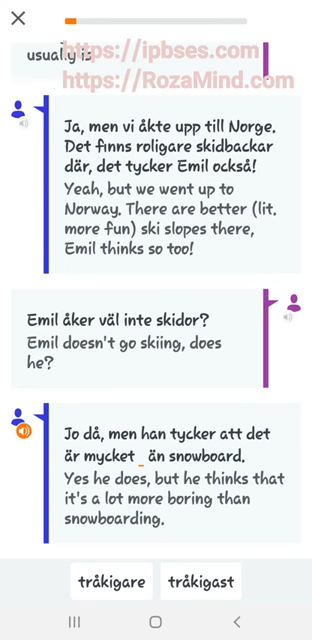 usually is
https://ipbses.com
https://RozaMind.com
Ja, men vi åkte upp till Norge.
Det finns roligare skidbackar
där, det tycker Emil också!
Yeah, but we went up to
Norway. There are better (lit.
more fun) ski slopes there,
Emil thinks so too!
Emil åker väl inte skidor?
Emil doesn't go skiing, does
he?
Jo då, men han tycker att det
är mycket _ än snowboard.
Yes he does, but he thinks that
it's a lot more boring than
snowboarding.
tråkigare tråkigast